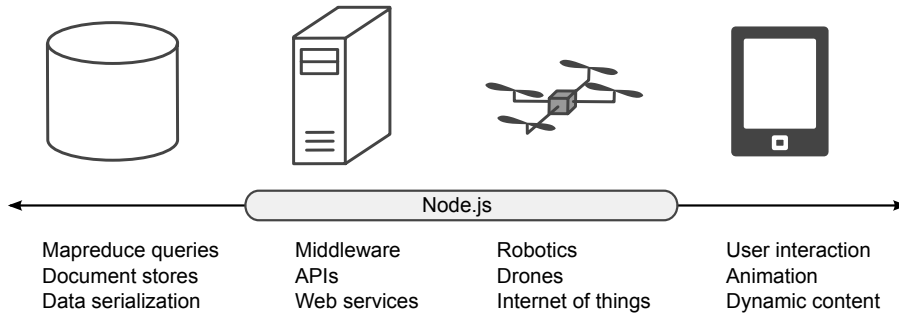 Node.js
Mapreduce queries
Document stores
Data serialization
Middleware
APIs
Web services
Robotics
Drones
Internet of things
User interaction
Animation
Dynamic content